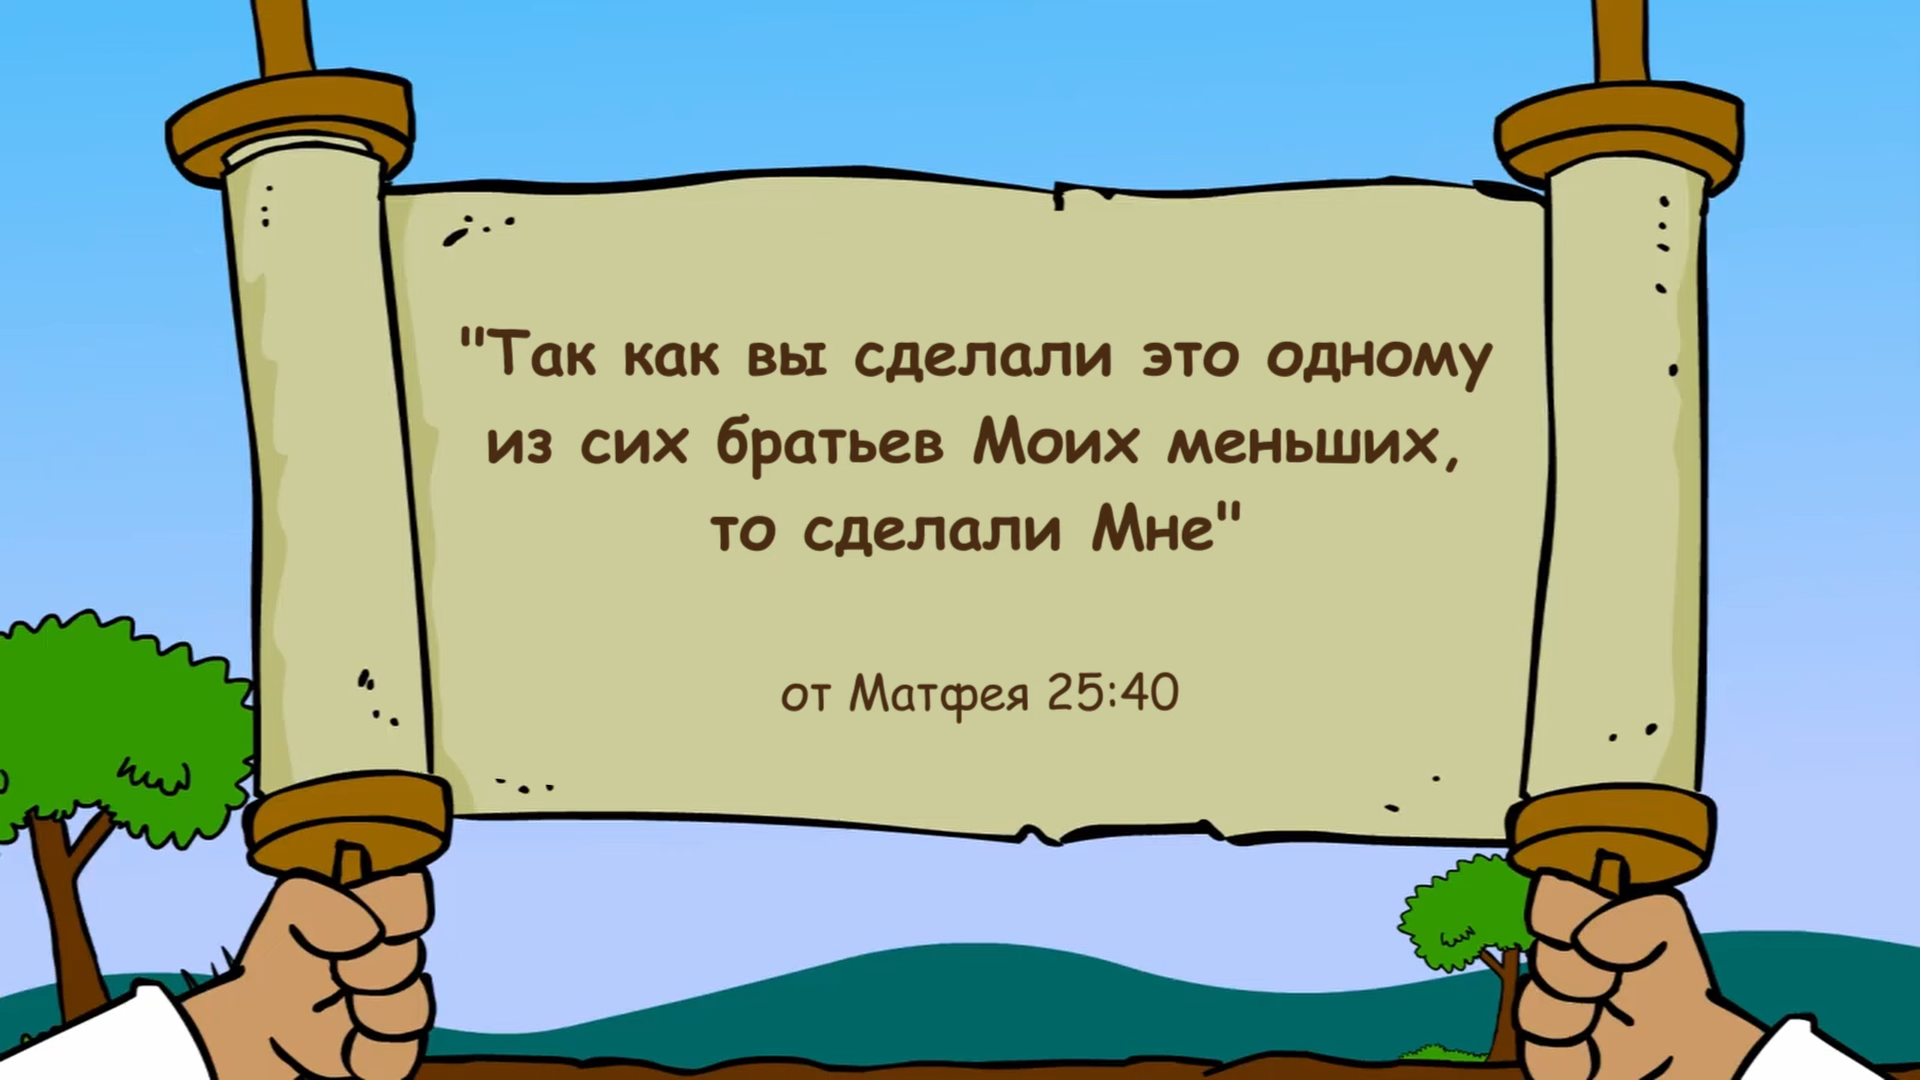 "Так как вы сделали это одному
из сих братьев Моих меньших,
то сделали Мне"
от Матфея 25:40